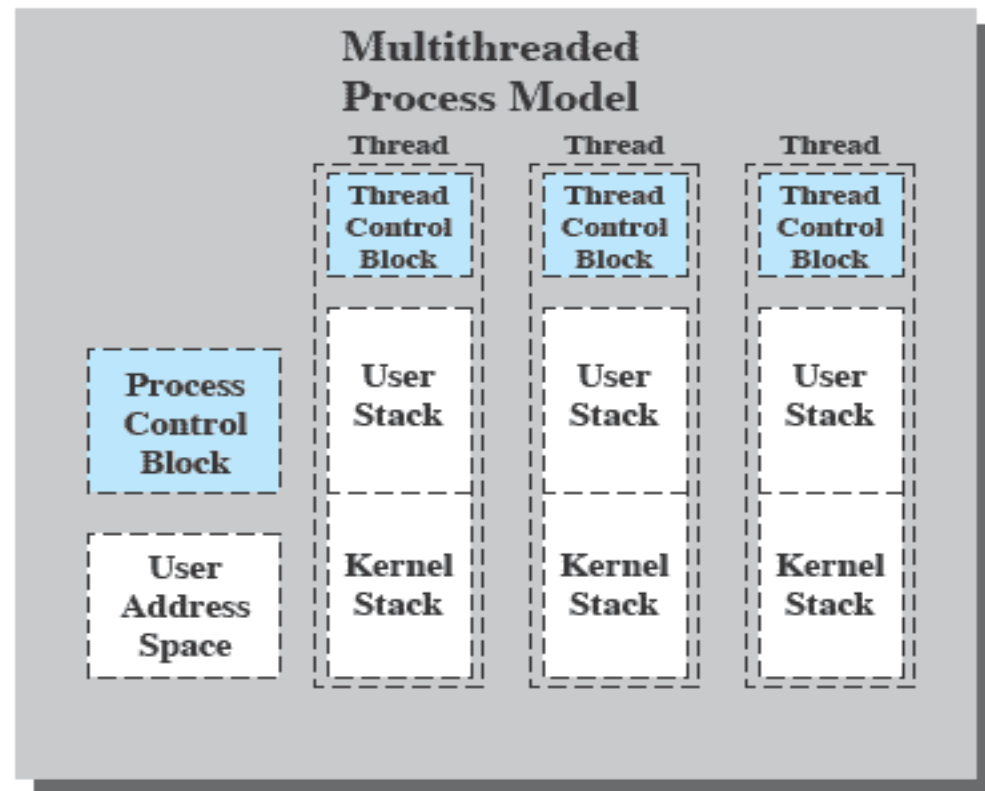 Multithreaded
Process Model
Thread
Thread
Thread
Thread
Control
Block
Thread
Control
Block
Thread
Control
Block
Process
Control
Block
User
Address
Space
User
Stack
User
Stack
User
Stack
Kernel
Stack
Kernel
Stack
Kernel
Stack